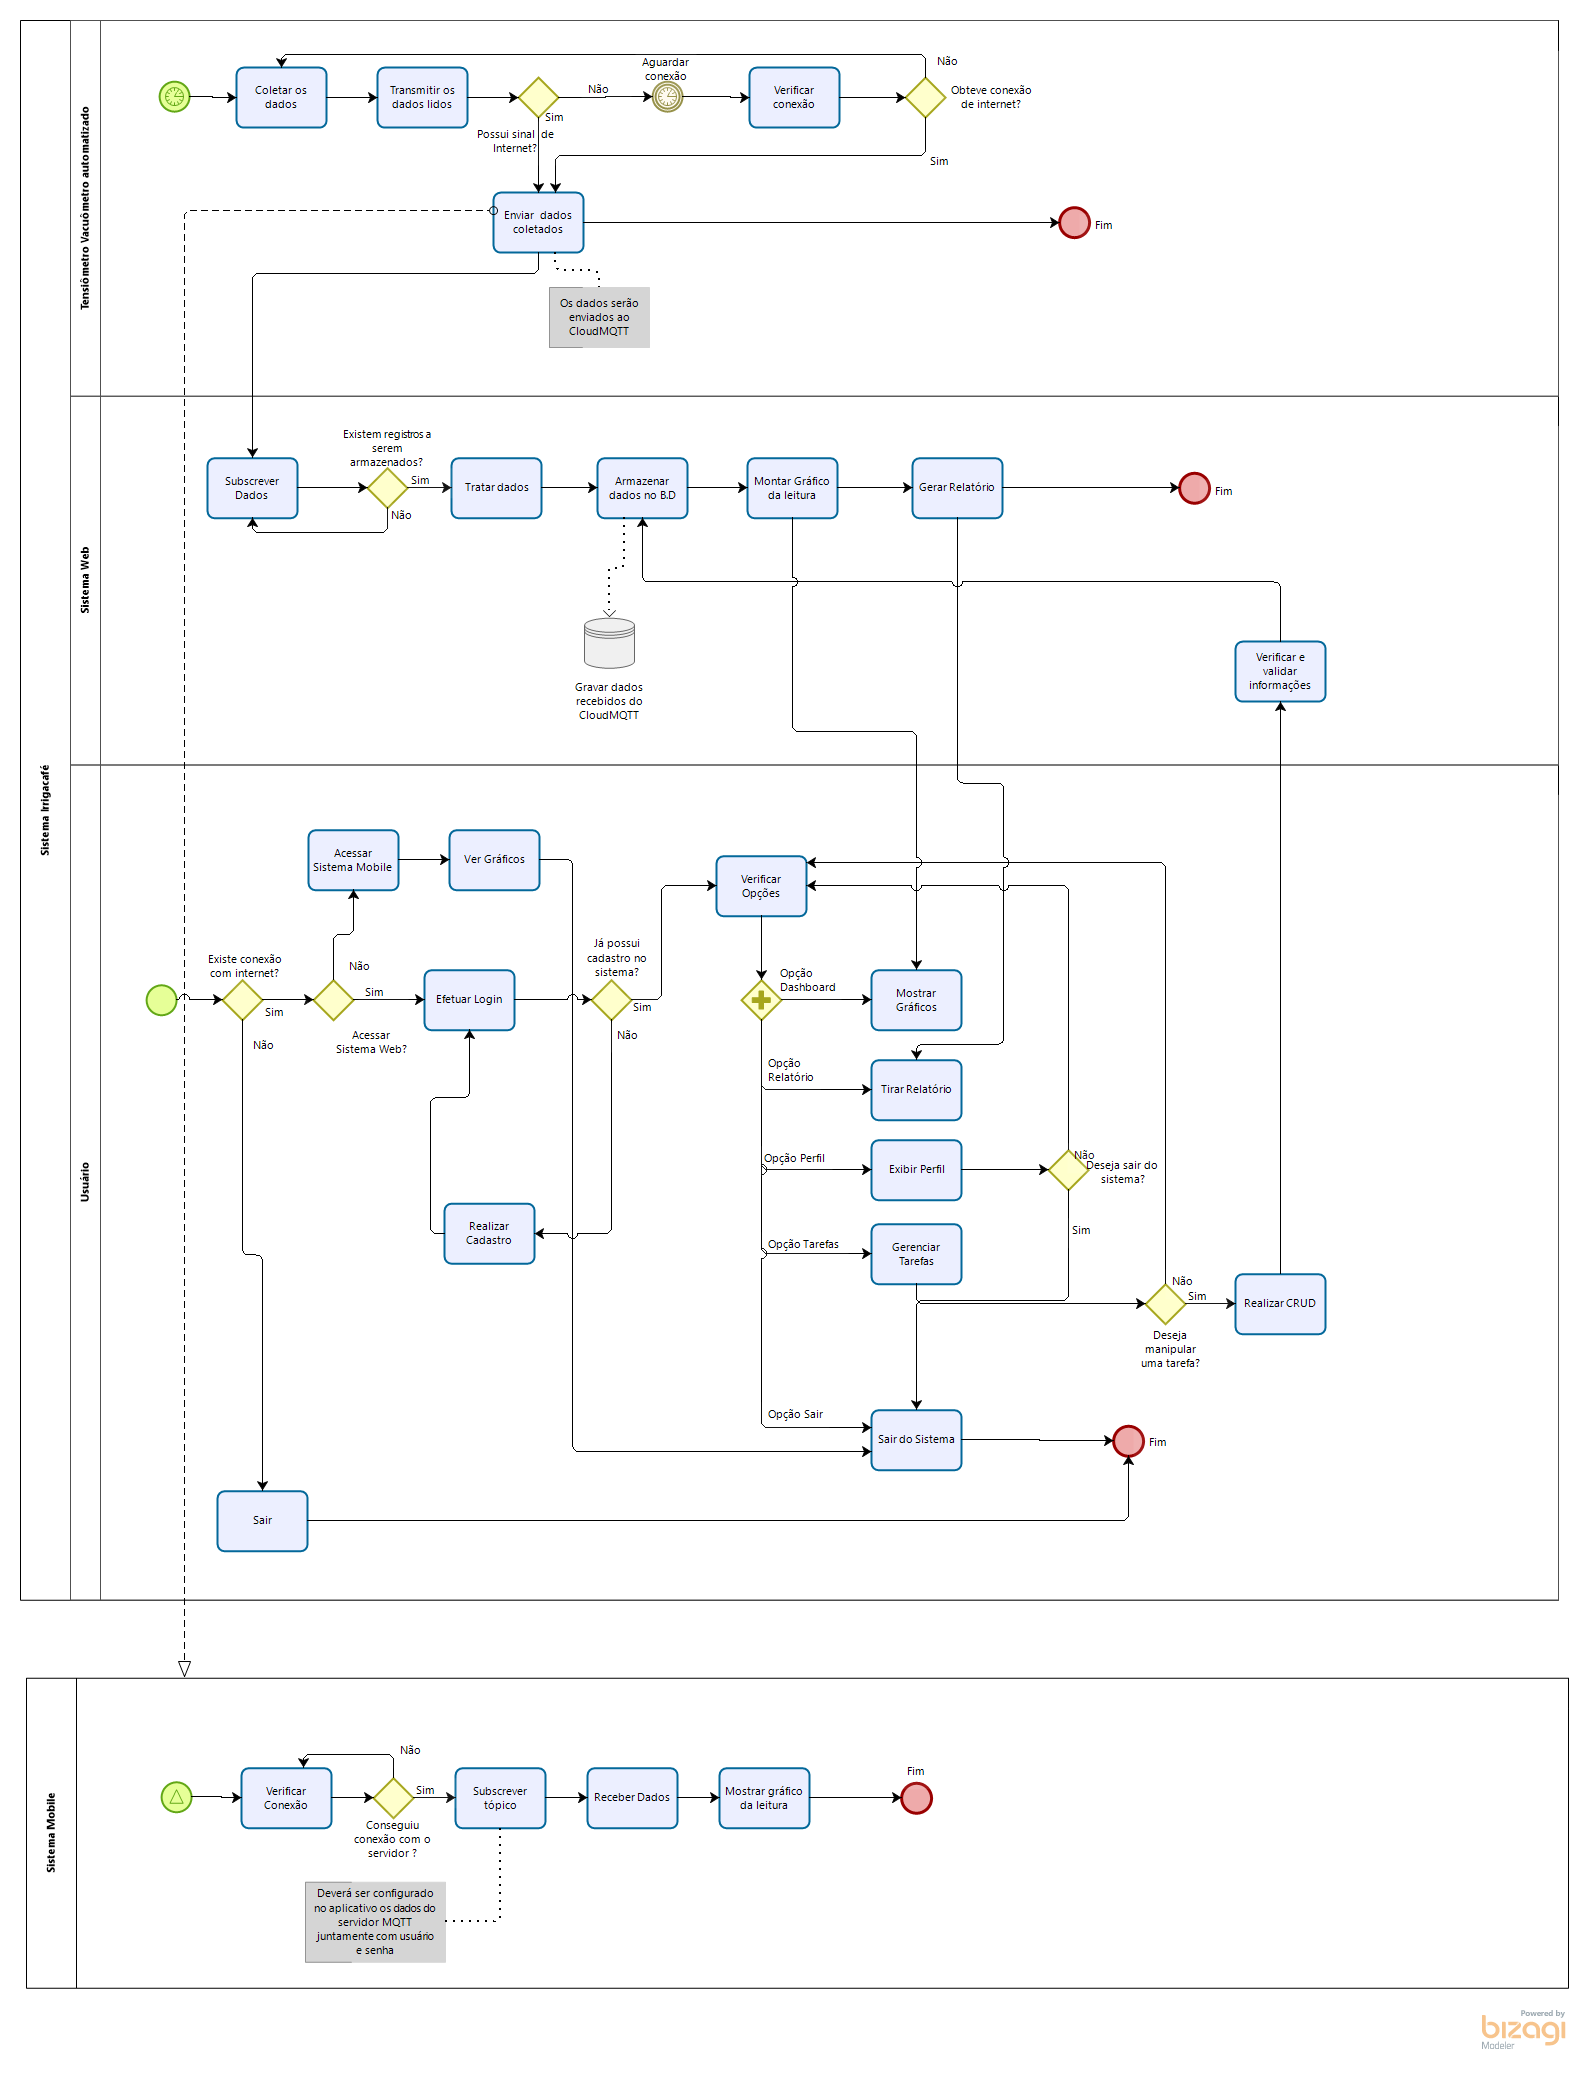 Sistema Irrigacafé
Tensiômetro Vacuômetro automatizado
Coletar os
dados
Transmitir os
dados lidos
Possui sinal de
Internet?
Sim
Não
Aguardar
conexão
Verificar
conexão
Não
Obteve conexão
de internet?
Sim
Enviar dados
coletados
Fim
Os dados serão
enviados ao
CloudMQTT
Sistema Web
Subscrever
Dados
Existem registros a
serem
armazenados?
Sim
Não
Tratar dados
Armazenar
dados no B.D
Montar Gráfico
da leitura
Gerar Relatório
Fim
Gravar dados
recebidos do
CloudMQTT
Verificar e
validar
informações
Usuário
Acessar
Sistema Mobile
Ver Gráficos
Verificar
Opções
Existe conexão
com internet?
Sim
Não
Não
Sim
Acessar
Sistema Web?
Efetuar Login
Já possui
cadastro no
sistema?
Sim
Não
Opção
Dashboard
Mostrar
Gráficos
Opção
Relatório
Tirar Relatório
Opção Perfil
Exibir Perfil
Não
Deseja sair do
sistema?
Sim
Realizar
Cadastro
Opção Tarefas
Gerenciar
Tarefas
Não
Sim
Deseja
manipular
uma tarefa?
Realizar CRUD
Opção Sair
Sair do Sistema
Fim
Sair
Sistema Mobile
Verificar
Conexão
Não
Sim
Conseguiu
conexão com o
servidor ?
Subscrever
tópico
Receber Dados
Mostrar gráfico
da leitura
Fim
Deverá ser configurado
no aplicativo os dados do
servidor MQTT
juntamente com usuário
e senha
Powered by
bizagi
Modeler